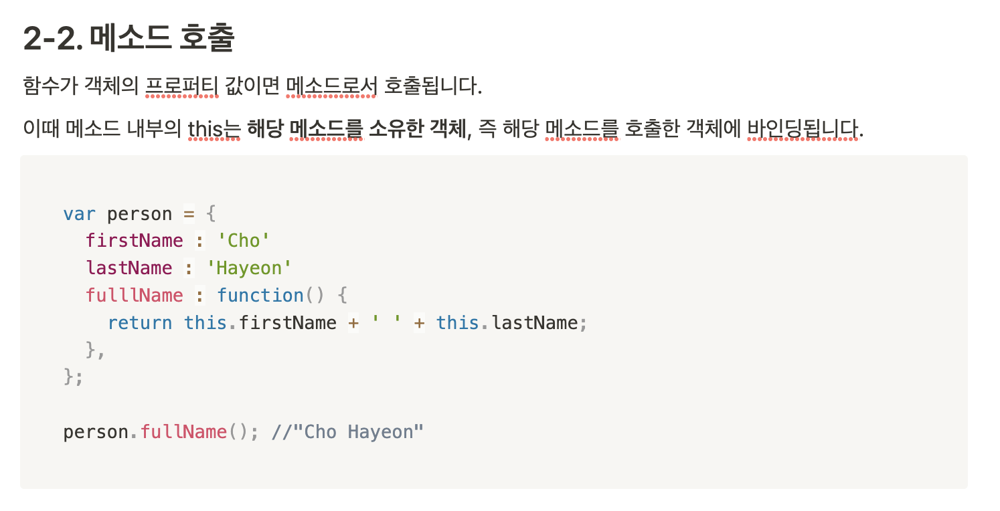 2-2. 메소드 호출
함수가 객체의 프로퍼티 값이면 메소드로서 호출됩니다.
이때 메소드 내부의 this는 해당 메소드를 소유한 객체, 즉 해당 메소드를 호출한 객체에 바인딩됩니다.
var person = {
  firstName : 'Cho'
  lastName : 'Hayeon'
  fulllName : function() {
    return this.firstName + ' ' + this.lastName;
  },
};
person.fullName(); //"Cho Hayeon"